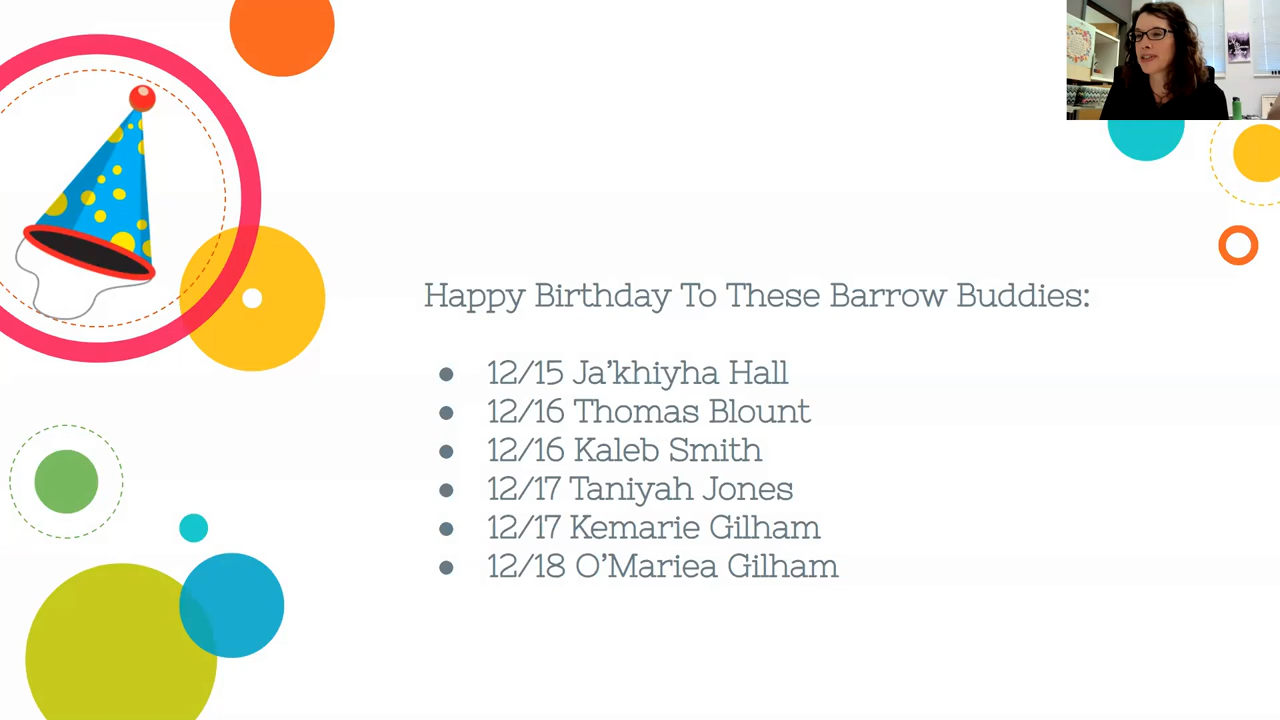 Happy Birthday To These Barrow Buddies:
● 12/15 Ja’khiyha Hall
● 12/16 Thomas Blount
● 12/16 Kaleb Smith
● 12/17 Taniyah Jones
● 12/17 Kemarie Gilham
● 12/18 O’Mariea Gilham